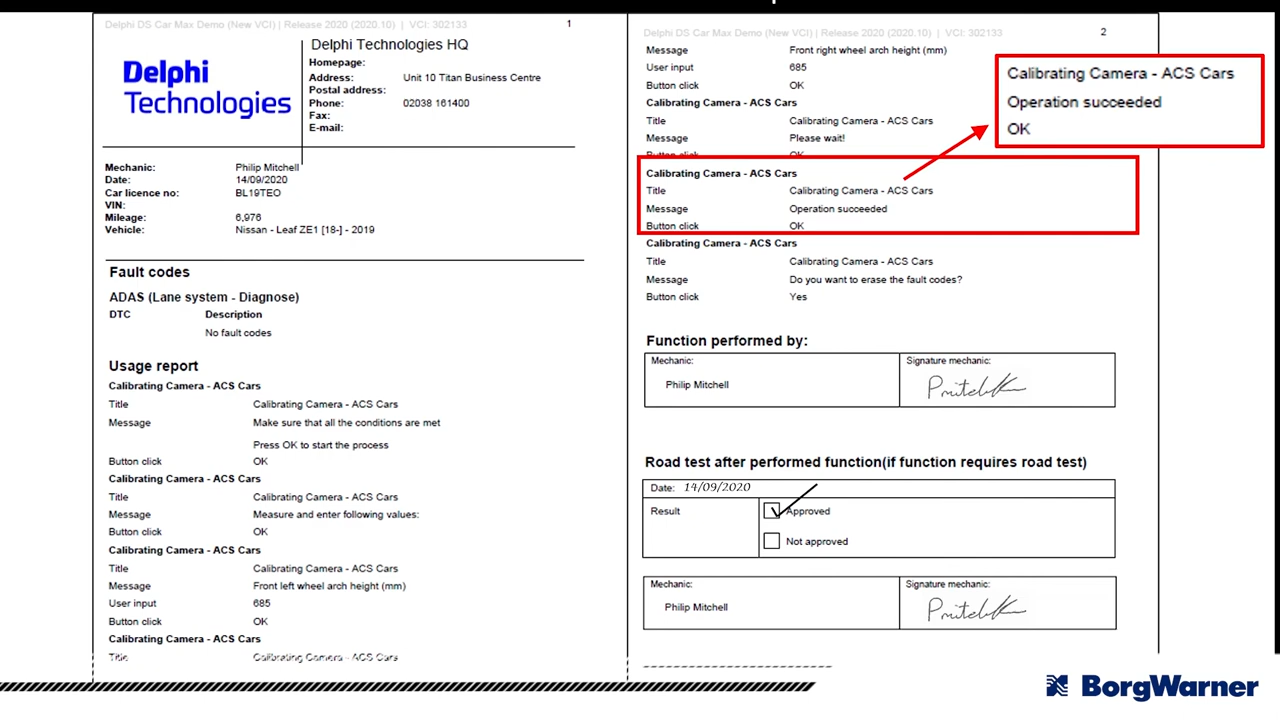 Delphi DS Car Max Demo (New VCI) | Release 2020 (2020.10) | VCI: 302133
1
Delphi
Technologies
Delphi Technologies HQ
Homepage:
Address: Unit 10 Titan Business Centre
Postal address:
Phone: 02038 161400
Fax:
E-mail:
Mechanic: Philip Mitchell
Date: 14/09/2020
Car licence no: BL19TEO
VIN:
Mileage: 6,976
Vehicle: Nissan - Leaf ZE1 [18-] - 2019
Fault codes
ADAS (Lane system - Diagnose)
DTC Description
No fault codes
Usage report
Calibrating Camera - ACS Cars
Title Calibrating Camera - ACS Cars
Message Make sure that all the conditions are met
Press OK to start the process
Button click OK
Calibrating Camera - ACS Cars
Title Calibrating Camera - ACS Cars
Message Measure and enter following values:
Button click OK
Calibrating Camera - ACS Cars
Title Calibrating Camera - ACS Cars
Message Front left wheel arch height (mm)
User input 685
Button click OK
Calibrating Camera - ACS Cars
Title Calibrating Camera - ACS Cars
Delphi DS Car Max Demo (New VCI) | Release 2020 (2020.10) | VCI: 302133
2
Message Front right wheel arch height (mm)
User input 685
Button click OK
Calibrating Camera - ACS Cars
Title Calibrating Camera - ACS Cars
Message Please wait!
Button click OK
Calibrating Camera - ACS Cars
Title Calibrating Camera - ACS Cars
Message Operation succeeded
Button click OK
Calibrating Camera - ACS Cars
Title Calibrating Camera - ACS Cars
Message Do you want to erase the fault codes?
Button click Yes
Calibrating Camera - ACS Cars
Operation succeeded
OK
Function performed by:
Mechanic: Signature mechanic:
Philip Mitchell
Road test after performed function(if function requires road test)
Date: 14/09/2020
Result Approved
Not approved
Mechanic: Signature mechanic:
Philip Mitchell
BorgWarner